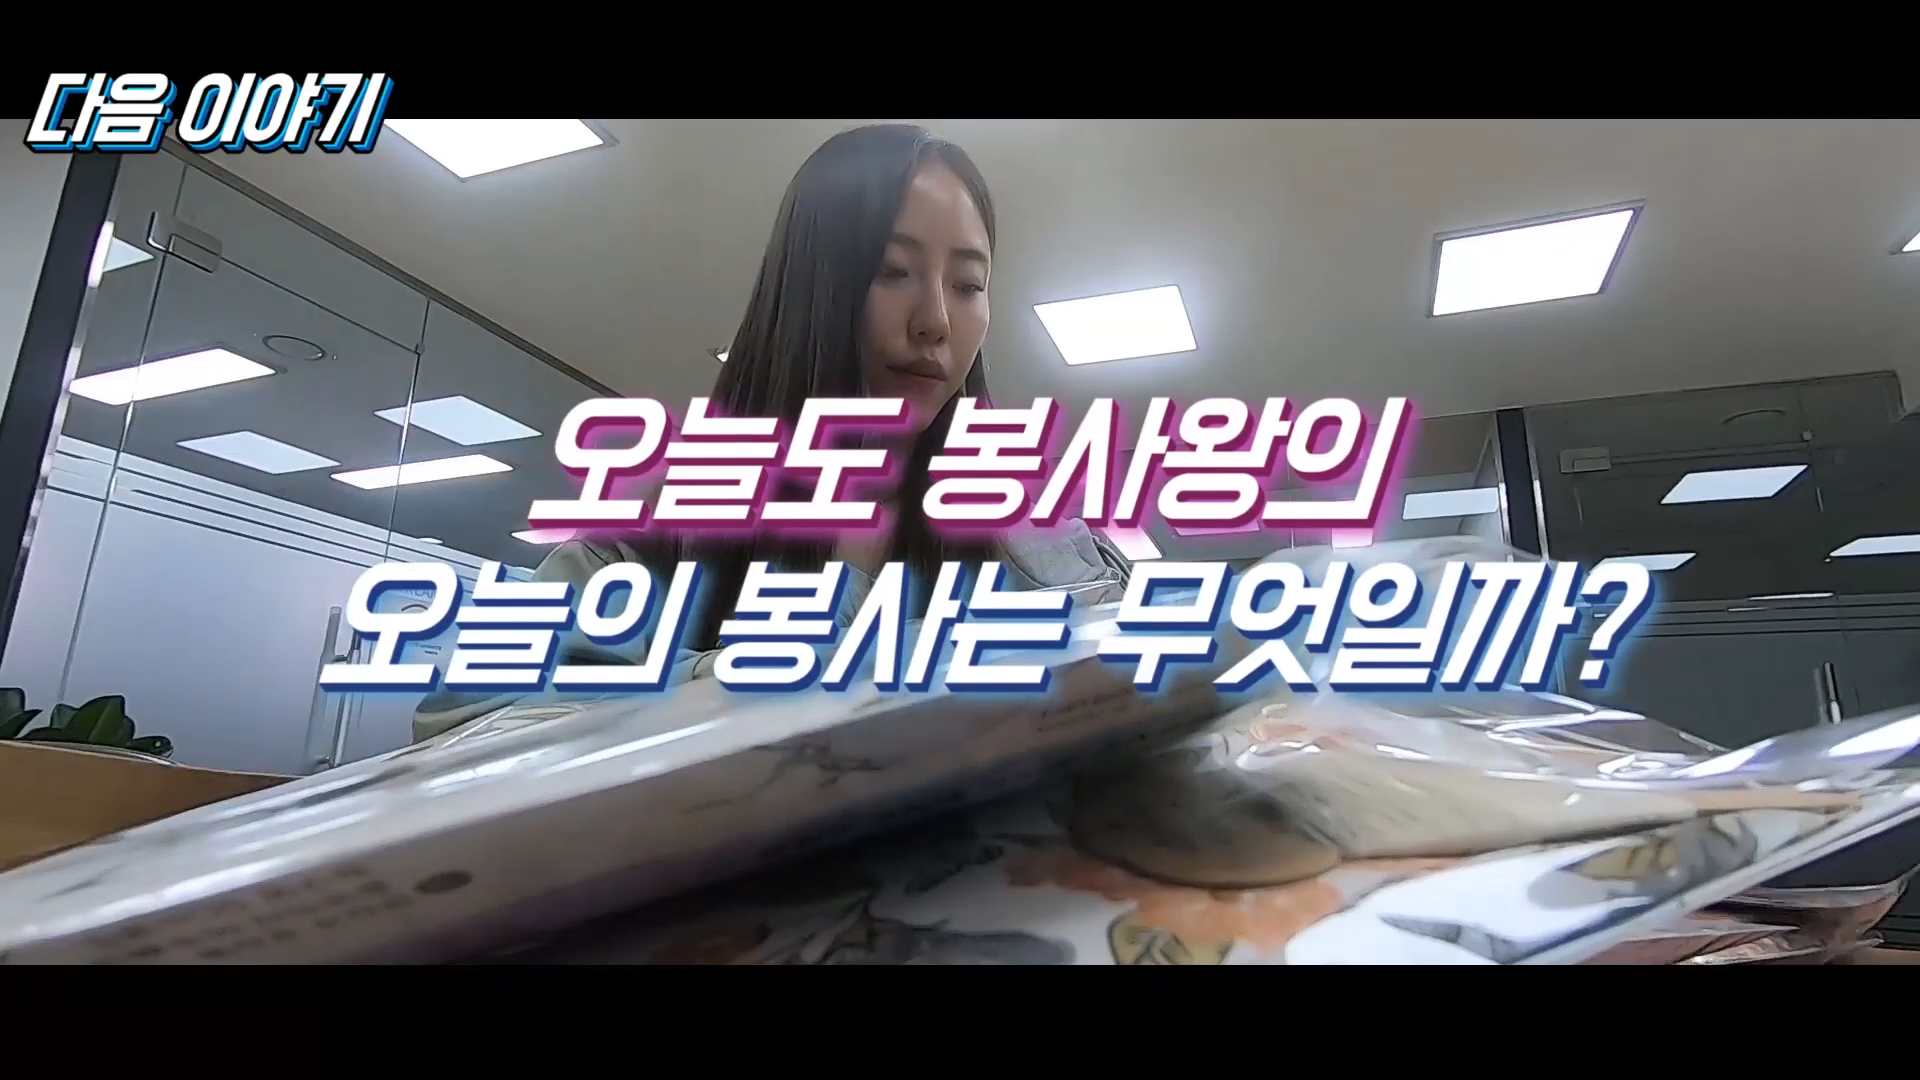 다음 이야기
오늘도 봉사왕의
오늘의 봉사는 무엇일까?